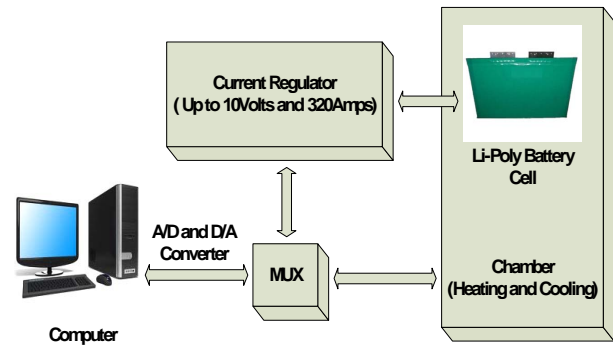 Current Regulator
( Up to 10Volts and 320Amps)
Li-Poly Battery
Cell
A/D and D/A
Converter
MUX
Chamber
(Heating and Cooling)
Computer